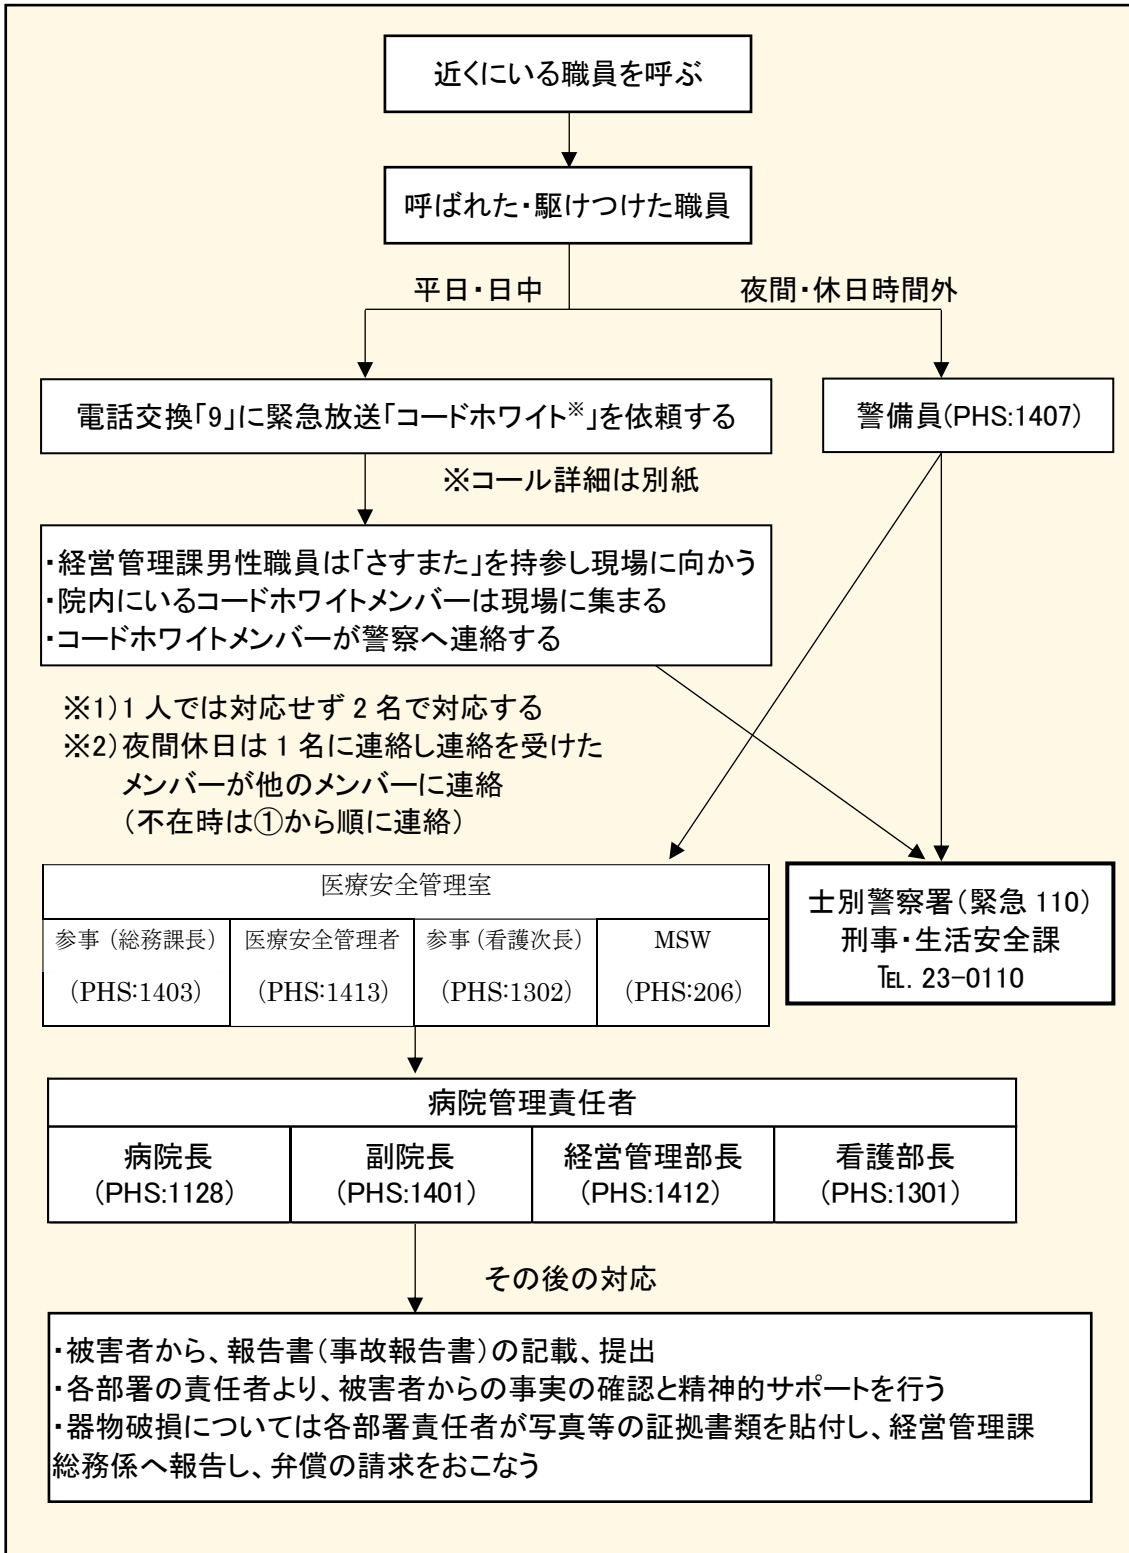 近くにいる職員を呼ぶ
呼ばれた・駆けつけた職員
平日・日中
夜間・休日時間外
電話交換「9」に緊急放送「コードホワイト※」を依頼する
警備員(PHS:1407)
※コール詳細は別紙
・経営管理課男性職員は「さすまた」を持参し現場に向かう
・院内にいるコードホワイトメンバーは現場に集まる
・コードホワイトメンバーが警察へ連絡する
※1)1 人では対応せず 2 名で対応する
※2)夜間休日は 1 名に連絡し連絡を受けた
メンバーが他のメンバーに連絡
(不在時は①から順に連絡)
医療安全管理室
参事(総務課長)
(PHS:1403)
医療安全管理者
(PHS:1413)
参事(看護次長)
(PHS:1302)
MSW
(PHS:206)
士別警察署(緊急 110)
刑事・生活安全課
℡. 23-0110
病院管理責任者
病院長
(PHS:1128)
副院長
(PHS:1401)
経営管理部長
(PHS:1412)
看護部長
(PHS:1301)
その後の対応
・被害者から、報告書(事故報告書)の記載、提出
・各部署の責任者より、被害者からの事実の確認と精神的サポートを行う
・器物破損については各部署責任者が写真等の証拠書類を貼付し、経営管理課
総務係へ報告し、弁償の請求をおこなう